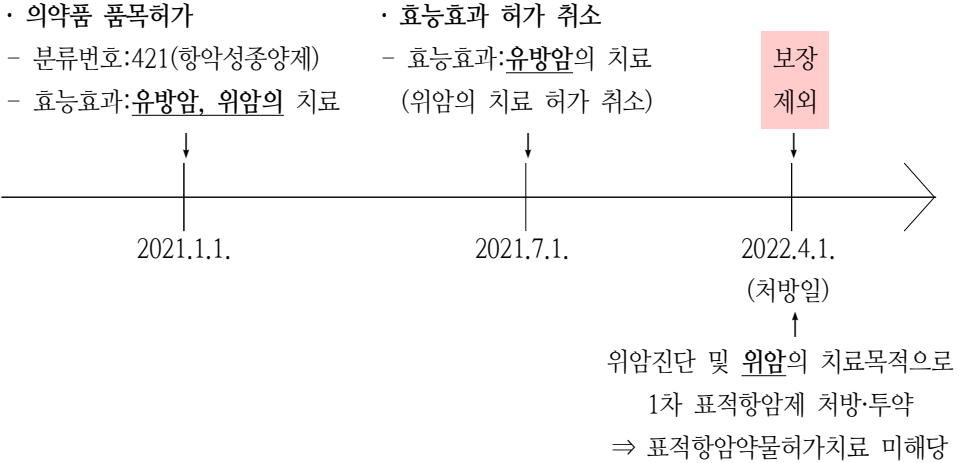 · 의약품 품목허가
- 분류번호:421(항악성종양제)
- 효능효과:유방암, 위암의 치료
· 효능효과 허가 취소
- 효능효과:유방암의 치료
(위암의 치료 허가 취소)
보장
제외
2021.1.1.
2021.7.1.
2022.4.1.
(처방일)
위암진단 및 위암의 치료목적으로
1차 표적항암제 처방·투약
⇒ 표적항암약물허가치료 미해당